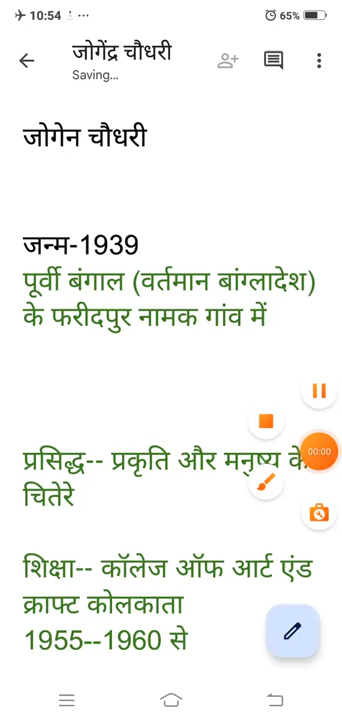 10:54
65%
जोगेंद्र चौधरी
Saving...
जोगेन चौधरी
जन्म-1939
पूर्वी बंगाल (वर्तमान बांग्लादेश)
के फरीदपुर नामक गांव में
प्रसिद्ध-- प्रकृति और मनुष्य के
चितेरे
00:00
शिक्षा-- कॉलेज ऑफ आर्ट एंड
क्राफ्ट कोलकाता
1955--1960 से